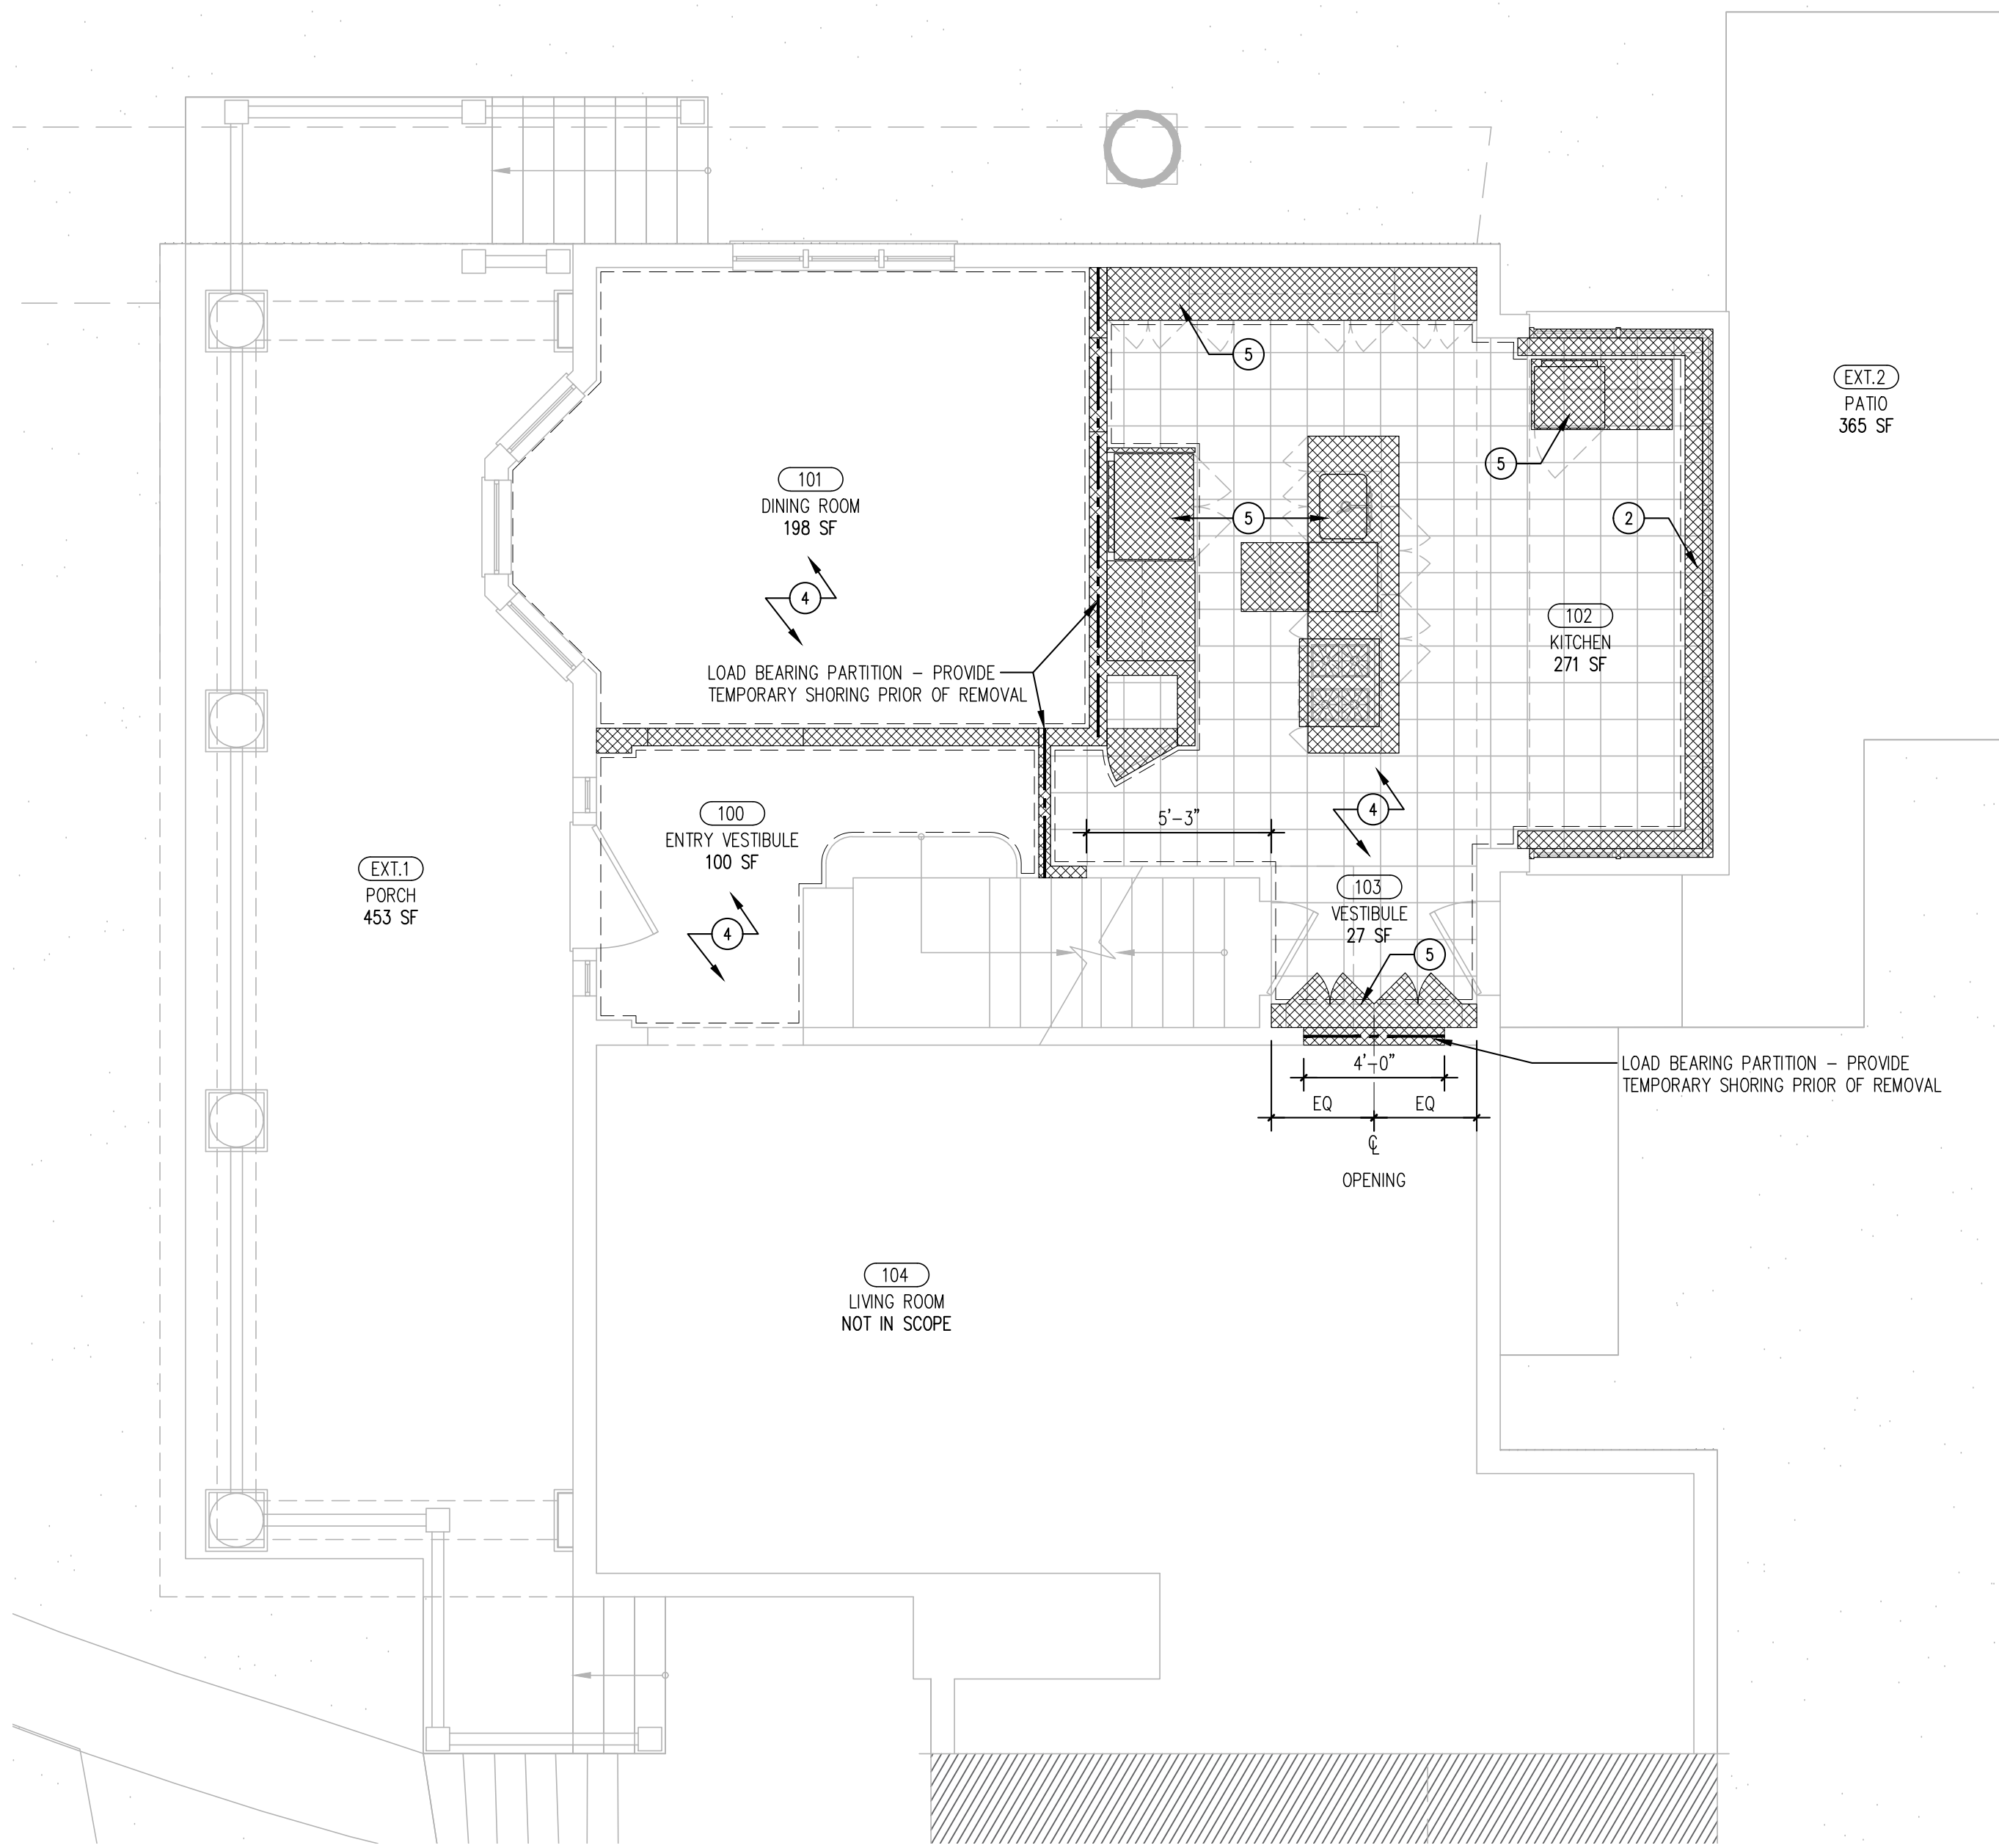 5
EXT.2
PATIO
365 SF
5
101
DINING ROOM
198 SF
5
2
4
102
KITCHEN
271 SF
LOAD BEARING PARTITION – PROVIDE
TEMPORARY SHORING PRIOR OF REMOVAL
100
ENTRY VESTIBULE
100 SF
5'–3"
4
EXT.1
PORCH
453 SF
103
VESTIBULE
27 SF
4
5
LOAD BEARING PARTITION – PROVIDE
TEMPORARY SHORING PRIOR OF REMOVAL
4'–0"
EQ
EQ
℄
OPENING
104
LIVING ROOM
NOT IN SCOPE